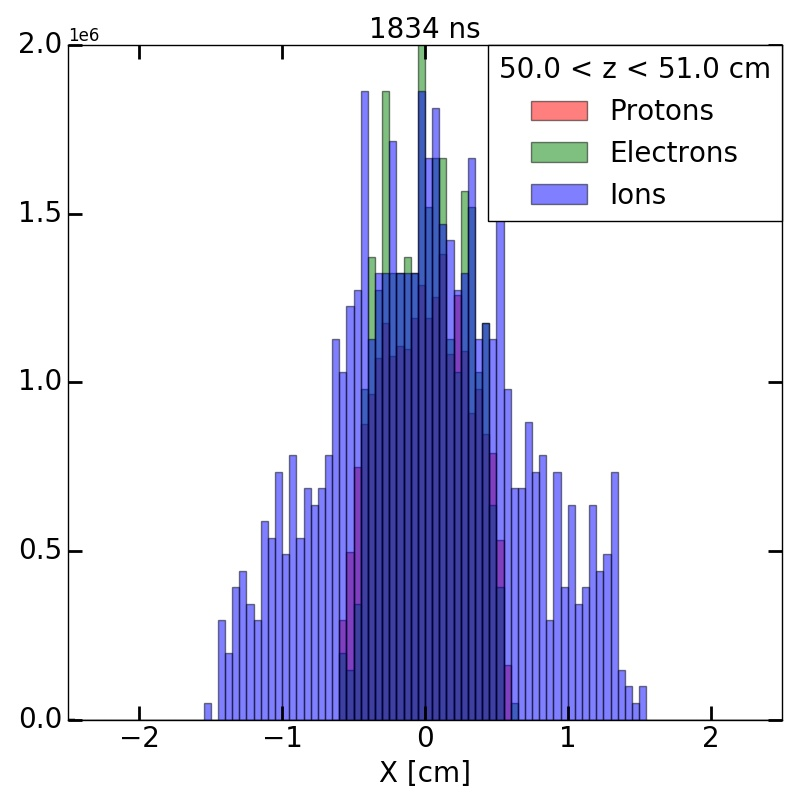 1834 ns
1e6
50.0 < z < 51.0 cm
Protons
Electrons
Ions
2.0
1.5
1.0
0.5
0.0
−2 −1 0 1 2
X [cm]